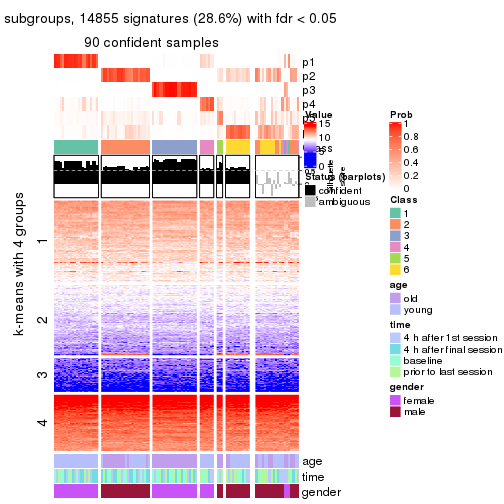 subgroups, 14855 signatures (28.6%) with fdr < 0.05
90 confident samples
p1
p2
p3
p4
Value
15
10
5
0
Status (barplots)
confident
ambiguous
Prob
1
0.8
0.6
0.4
0.2
0
Class
1
2
3
4
5
6
age
old
young
time
4 h after 1st session
4 h after final session
baseline
prior to last session
gender
female
male
k-means with 4 groups
1
2
3
4
age
time
gender